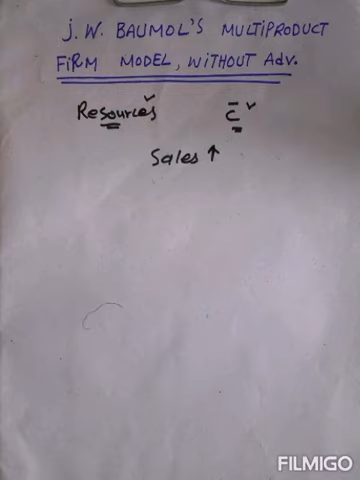 J. W. BAUMOL'S MULTIPRODUCT
FIRM MODEL, WITHOUT Adv.
Resources c̄
Sales ↑
FILMIGO